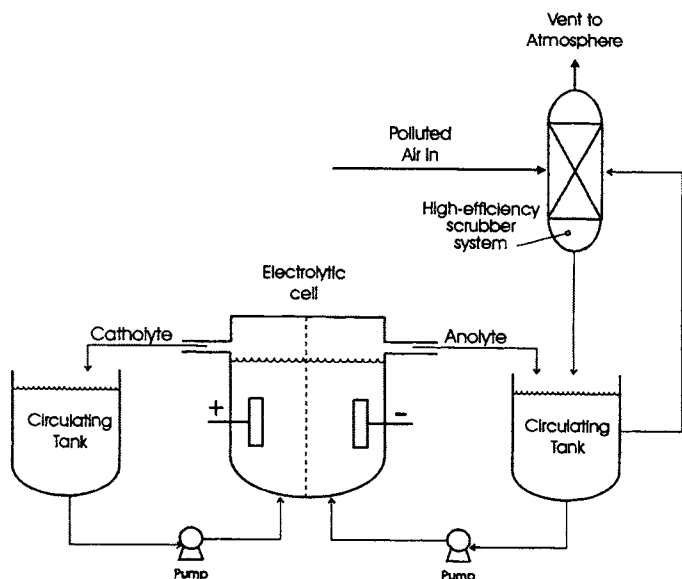 Vent to
Atmosphere
Polluted
Air In
High-efficiency
scrubber
system
Electrolytic
cell
Catholyte
Anolyte
+
-
Circulating
Tank
Circulating
Tank
Pump
Pump